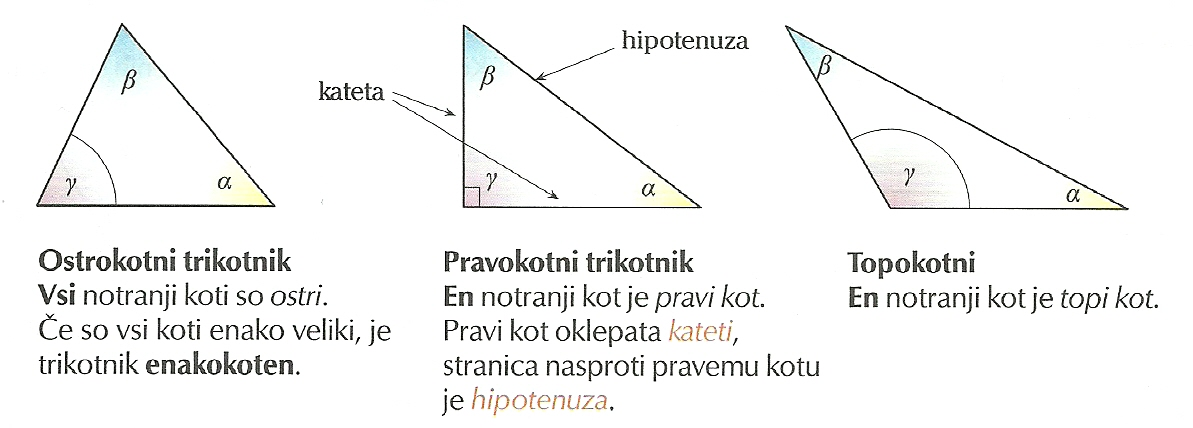 β
γ
α
kateta
hipotenuza
β
γ
α
β
γ
α
Ostrokotni trikotnik
Vsi notranji koti so ostri.
Če so vsi koti enako veliki, je
trikotnik enakokoten.
Pravokotni trikotnik
En notranji kot je pravi kot.
Pravi kot oklepata kateti,
stranica nasproti pravemu kotu
je hipotenuza.
Topokotni
En notranji kot je topi kot.